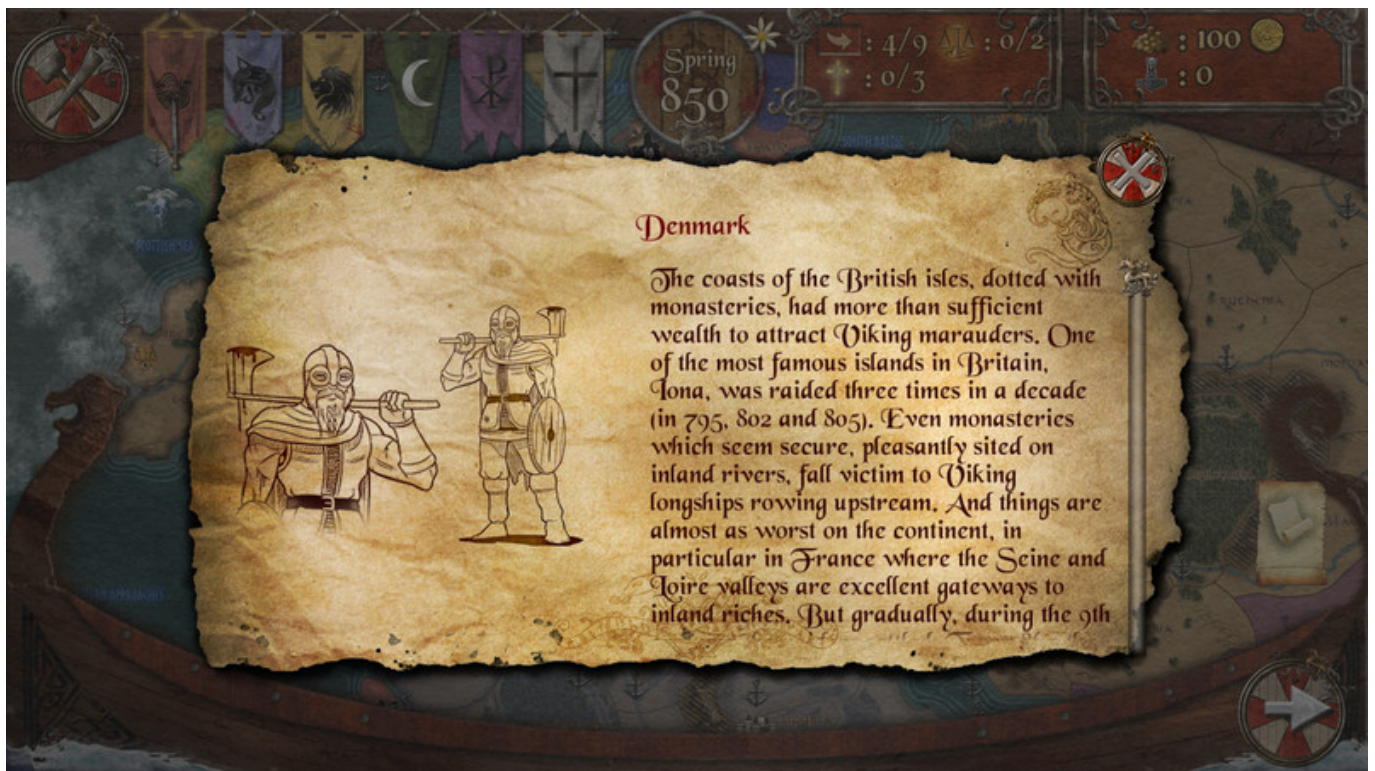 Spring
850
: 4/9
: 0/2
: 0/3
: 100
: 0
SOUTH BALTIC
SCOTTISH SEA
Denmark
The coasts of the British isles, dotted with
monasteries, had more than sufficient
wealth to attract Viking marauders. One
of the most famous islands in Britain,
Iona, was raided three times in a decade
(in 795, 802 and 805). Even monasteries
which seem secure, pleasantly sited on
inland rivers, fall victim to Viking
longships rowing upstream. And things are
almost as worst on the continent, in
particular in France where the Seine and
Loire valleys are excellent gateways to
inland riches. But gradually, during the 9th